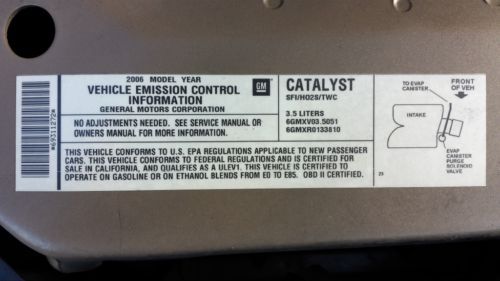 *69311272*
2006 MODEL YEAR
VEHICLE EMISSION CONTROL
INFORMATION
GENERAL MOTORS CORPORATION
GM
NO ADJUSTMENTS NEEDED. SEE SERVICE MANUAL OR
OWNERS MANUAL FOR MORE INFORMATION.
CATALYST
SFI/HO2S/TWC
3.5 LITERS
6GMXV03.5051
6GMXR0133810
THIS VEHICLE CONFORMS TO U.S. EPA REGULATIONS APPLICABLE TO NEW PASSENGER
CARS. THIS VEHICLE CONFORMS TO FEDERAL REGULATIONS AND IS CERTIFIED FOR
SALE IN CALIFORNIA, AND QUALIFIES AS A ULEV1. THIS VEHICLE IS CERTIFIED TO
OPERATE ON GASOLINE OR ON ETHANOL BLENDS FROM E0 TO E85. OBD II CERTIFIED.
TO EVAP
CANISTER
FRONT
OF VEH
INTAKE
EVAP
CANISTER
PURGE
SOLENOID
VALVE